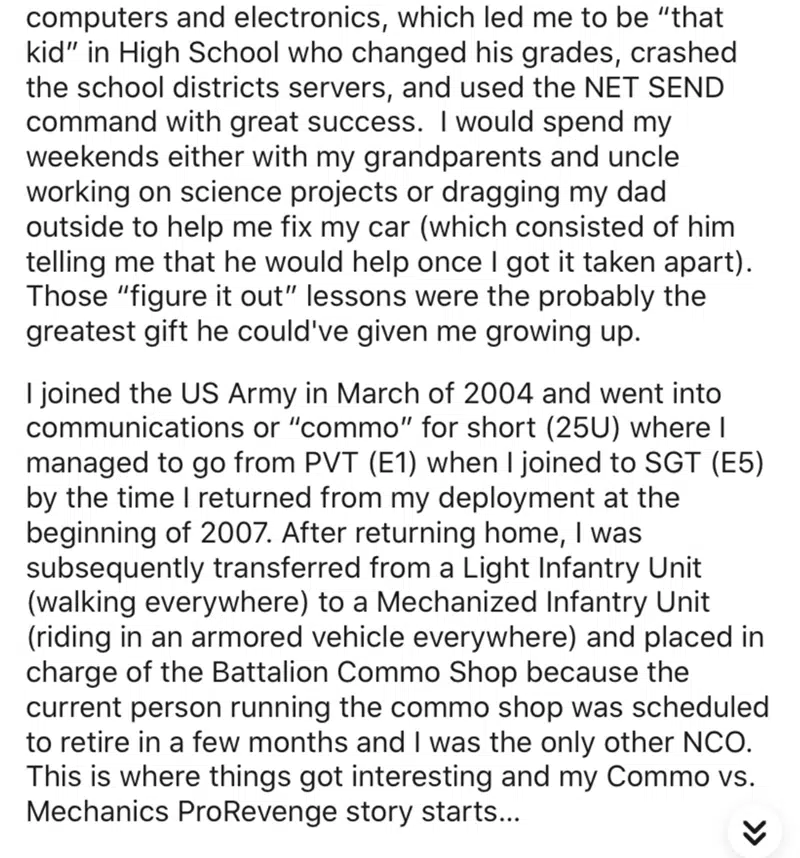 computers and electronics, which led me to be “that
kid” in High School who changed his grades, crashed
the school districts servers, and used the NET SEND
command with great success.  I would spend my
weekends either with my grandparents and uncle
working on science projects or dragging my dad
outside to help me fix my car (which consisted of him
telling me that he would help once I got it taken apart).
Those “figure it out” lessons were the probably the
greatest gift he could've given me growing up.
I joined the US Army in March of 2004 and went into
communications or “commo” for short (25U) where I
managed to go from PVT (E1) when I joined to SGT (E5)
by the time I returned from my deployment at the
beginning of 2007. After returning home, I was
subsequently transferred from a Light Infantry Unit
(walking everywhere) to a Mechanized Infantry Unit
(riding in an armored vehicle everywhere) and placed in
charge of the Battalion Commo Shop because the
current person running the commo shop was scheduled
to retire in a few months and I was the only other NCO.
This is where things got interesting and my Commo vs.
Mechanics ProRevenge story starts...